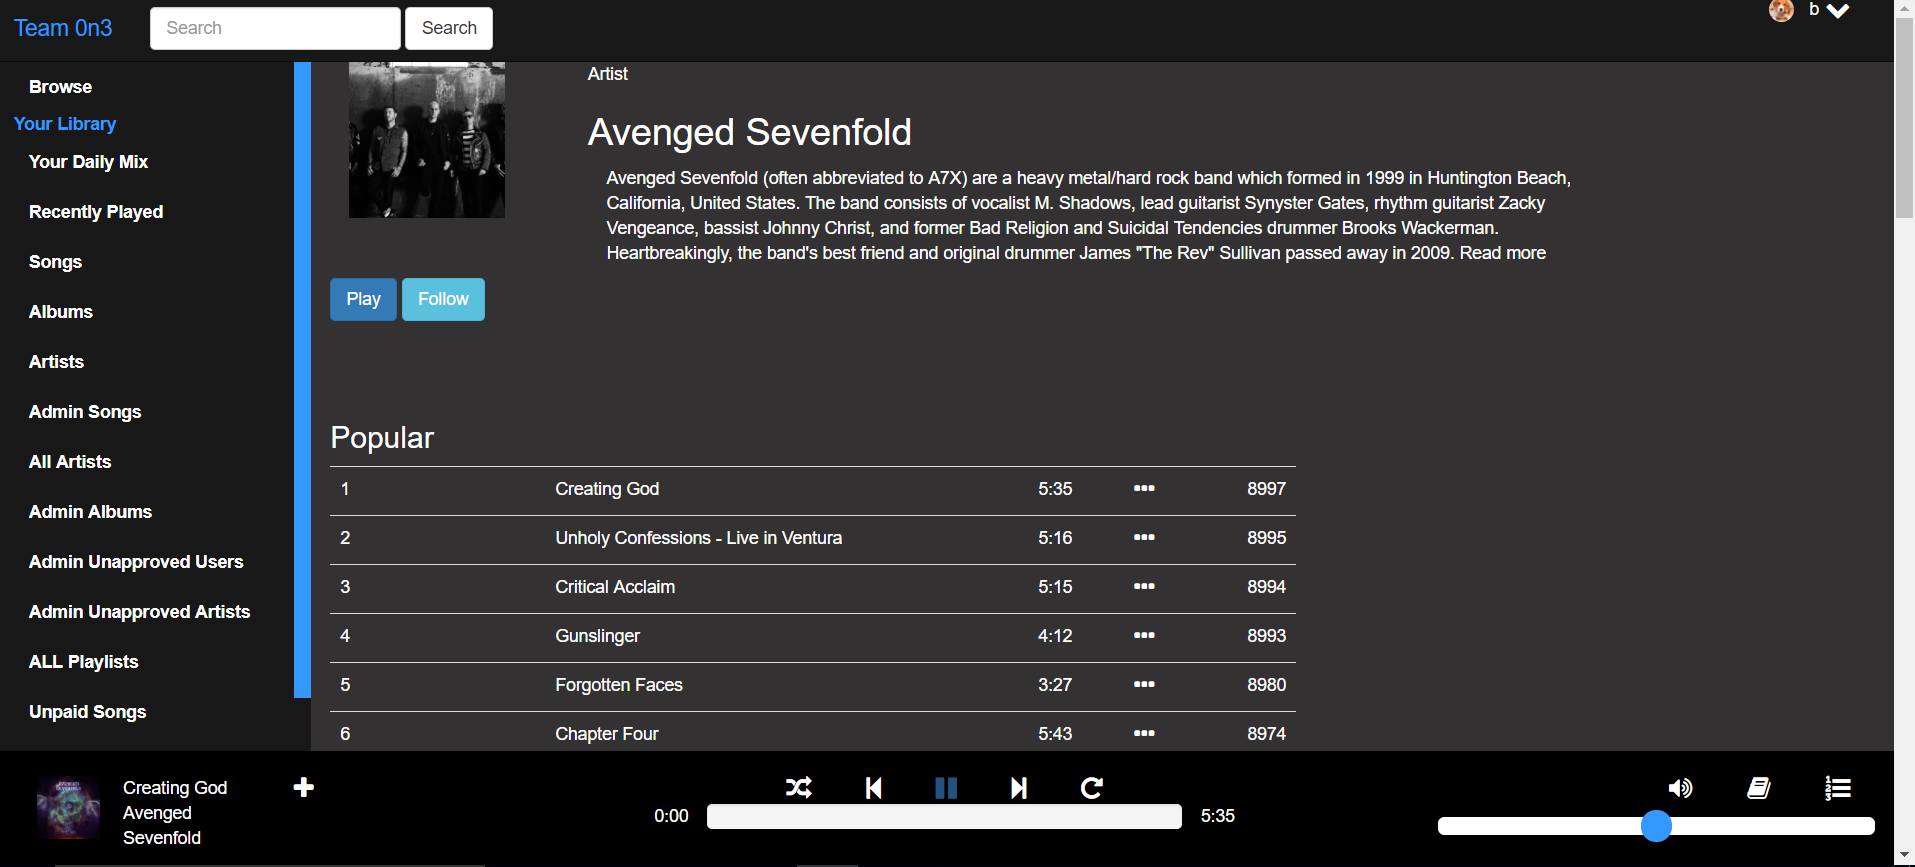 Team 0n3
Search
Search
b
Browse
Your Library
Your Daily Mix
Recently Played
Songs
Albums
Artists
Admin Songs
All Artists
Admin Albums
Admin Unapproved Users
Admin Unapproved Artists
ALL Playlists
Unpaid Songs
Artist
Avenged Sevenfold
Avenged Sevenfold (often abbreviated to A7X) are a heavy metal/hard rock band which formed in 1999 in Huntington Beach,
California, United States. The band consists of vocalist M. Shadows, lead guitarist Synyster Gates, rhythm guitarist Zacky
Vengeance, bassist Johnny Christ, and former Bad Religion and Suicidal Tendencies drummer Brooks Wackerman.
Heartbreakingly, the band's best friend and original drummer James "The Rev" Sullivan passed away in 2009. Read more
Play
Follow
Popular
1 Creating God 5:35 8997
2 Unholy Confessions - Live in Ventura 5:16 8995
3 Critical Acclaim 5:15 8994
4 Gunslinger 4:12 8993
5 Forgotten Faces 3:27 8980
6 Chapter Four 5:43 8974
Creating God
Avenged
Sevenfold
0:00
5:35